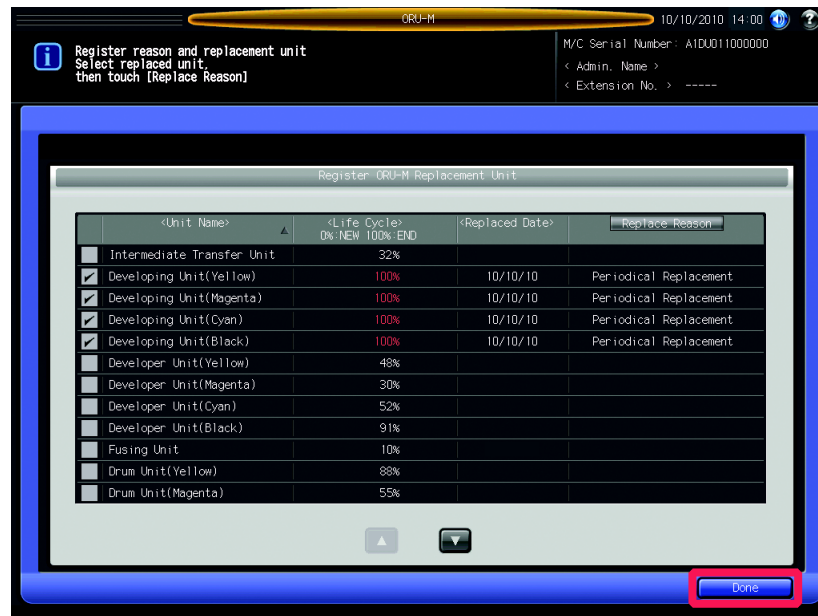 ORU-M
10/10/2010 14:00
Register reason and replacement unit
Select replaced unit,
then touch [Replace Reason]
M/C Serial Number: A1DU011000000
< Admin. Name >
< Extension No. > -----
Register ORU-M Replacement Unit
<Unit Name> <Life Cycle> <Replaced Date> Replace Reason
0%:NEW 100%:END
Intermediate Transfer Unit 32%
Developing Unit(Yellow) 100% 10/10/10 Periodical Replacement
Developing Unit(Magenta) 100% 10/10/10 Periodical Replacement
Developing Unit(Cyan) 100% 10/10/10 Periodical Replacement
Developing Unit(Black) 100% 10/10/10 Periodical Replacement
Developer Unit(Yellow) 48%
Developer Unit(Magenta) 30%
Developer Unit(Cyan) 52%
Developer Unit(Black) 91%
Fusing Unit 10%
Drum Unit(Yellow) 88%
Drum Unit(Magenta) 55%
Done